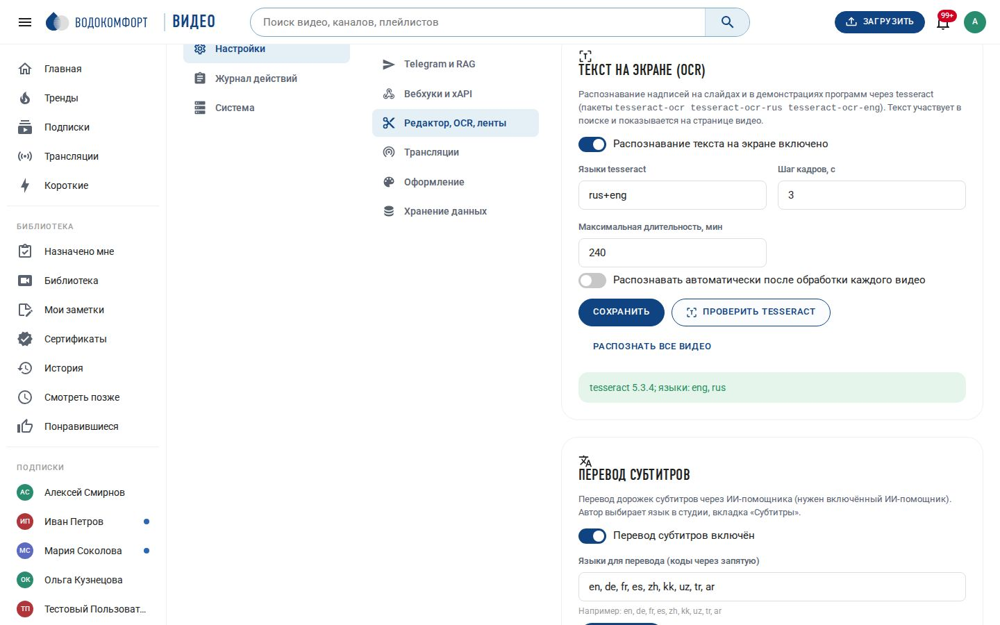 ВОДОКОМФОРТ
ВИДЕО
Поиск видео, каналов, плейлистов
ЗАГРУЗИТЬ
99+
A
Главная
Тренды
Подписки
Трансляции
Короткие
БИБЛИОТЕКА
Назначено мне
Библиотека
Мои заметки
Сертификаты
История
Смотреть позже
Понравившиеся
ПОДПИСКИ
АС
Алексей Смирнов
ИП
Иван Петров
МС
Мария Соколова
ОК
Ольга Кузнецова
ТП
Тестовый Пользоват…
Настройки
Журнал действий
Система
Telegram и RAG
Вебхуки и xAPI
Редактор, OCR, ленты
Трансляции
Оформление
Хранение данных
ТЕКСТ НА ЭКРАНЕ (OCR)
Распознавание надписей на слайдах и в демонстрациях программ через tesseract
(пакеты tesseract-ocr tesseract-ocr-rus tesseract-ocr-eng). Текст участвует в
поиске и показывается на странице видео.
Распознавание текста на экране включено
Языки tesseract
Шаг кадров, с
rus+eng
3
Максимальная длительность, мин
240
Распознавать автоматически после обработки каждого видео
СОХРАНИТЬ
ПРОВЕРИТЬ TESSERACT
РАСПОЗНАТЬ ВСЕ ВИДЕО
tesseract 5.3.4; языки: eng, rus
ПЕРЕВОД СУБТИТРОВ
Перевод дорожек субтитров через ИИ-помощника (нужен включённый ИИ-помощник).
Автор выбирает язык в студии, вкладка «Субтитры».
Перевод субтитров включён
Языки для перевода (коды через запятую)
en, de, fr, es, zh, kk, uz, tr, ar
Например: en, de, fr, es, zh, kk, uz, tr, ar